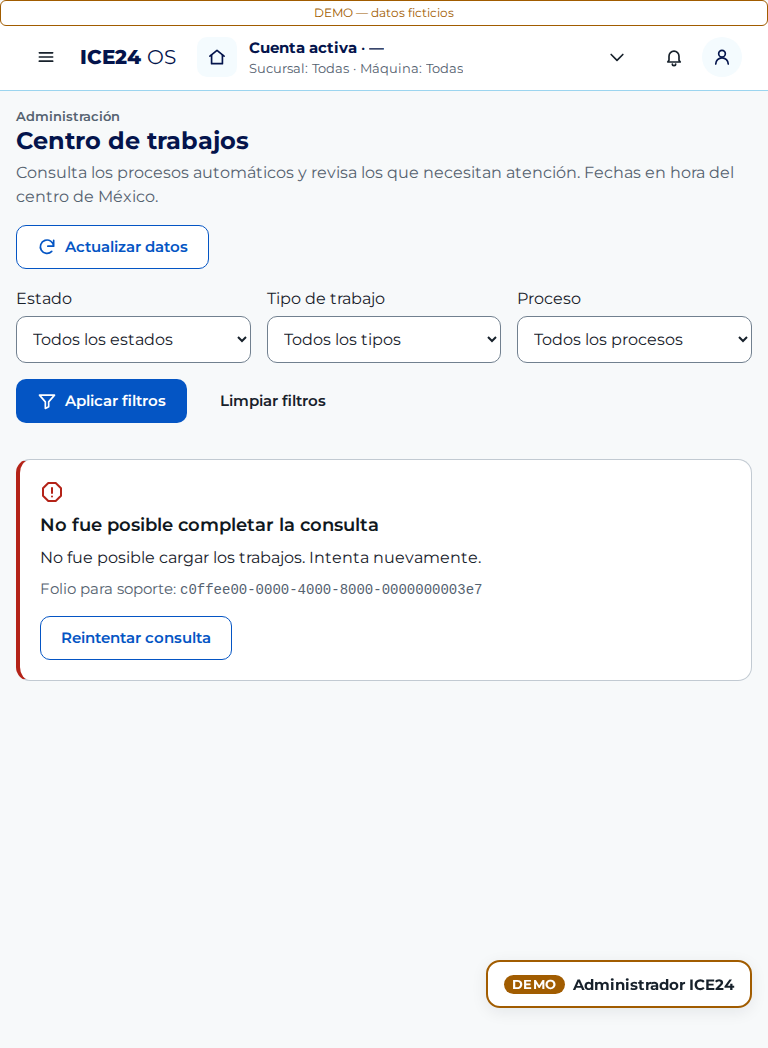 DEMO — datos ficticios
ICE24 OS
Cuenta activa · —
Sucursal: Todas · Máquina: Todas
Administración
Centro de trabajos
Consulta los procesos automáticos y revisa los que necesitan atención. Fechas en hora del
centro de México.
Actualizar datos
Estado
Tipo de trabajo
Proceso
Todos los estados
Todos los tipos
Todos los procesos
Aplicar filtros
Limpiar filtros
No fue posible completar la consulta
No fue posible cargar los trabajos. Intenta nuevamente.
Folio para soporte: c0ffee00-0000-4000-8000-0000000003e7
Reintentar consulta
DEMO Administrador ICE24